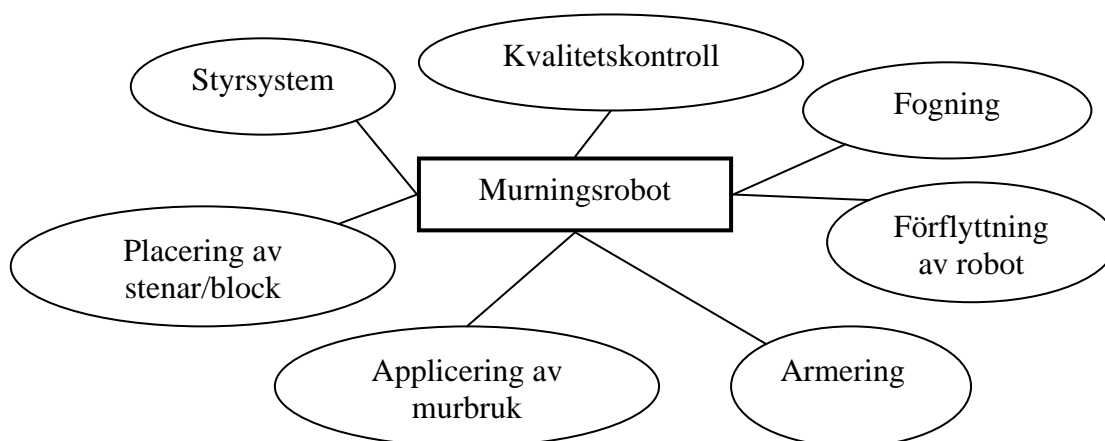 Kvalitetskontroll
Styrsystem
Fogning
Murningsrobot
Placering av
stenar/block
Förflyttning
av robot
Applicering av
murbruk
Armering